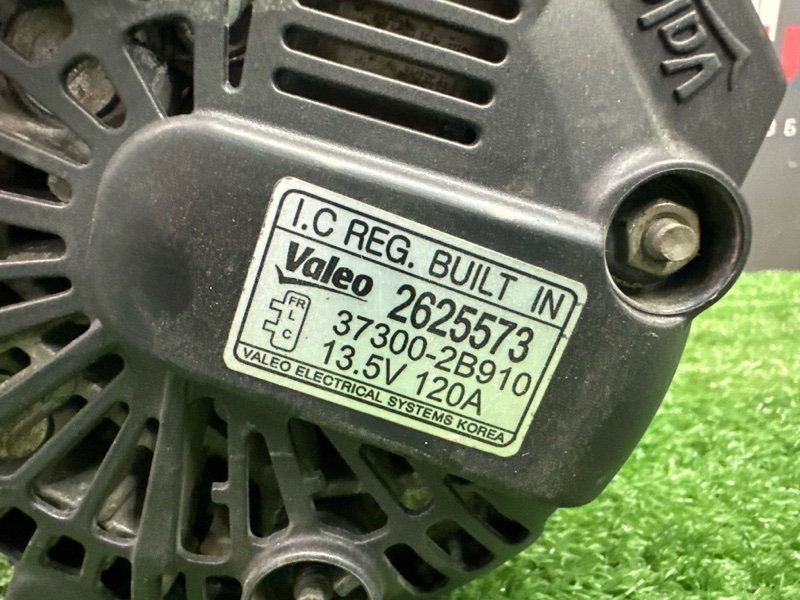 Valeo
I.C REG. BUILT IN
Valeo 2625573
FR
L
C
37300-2B910
13.5V 120A
VALEO ELECTRICAL SYSTEMS KOREA